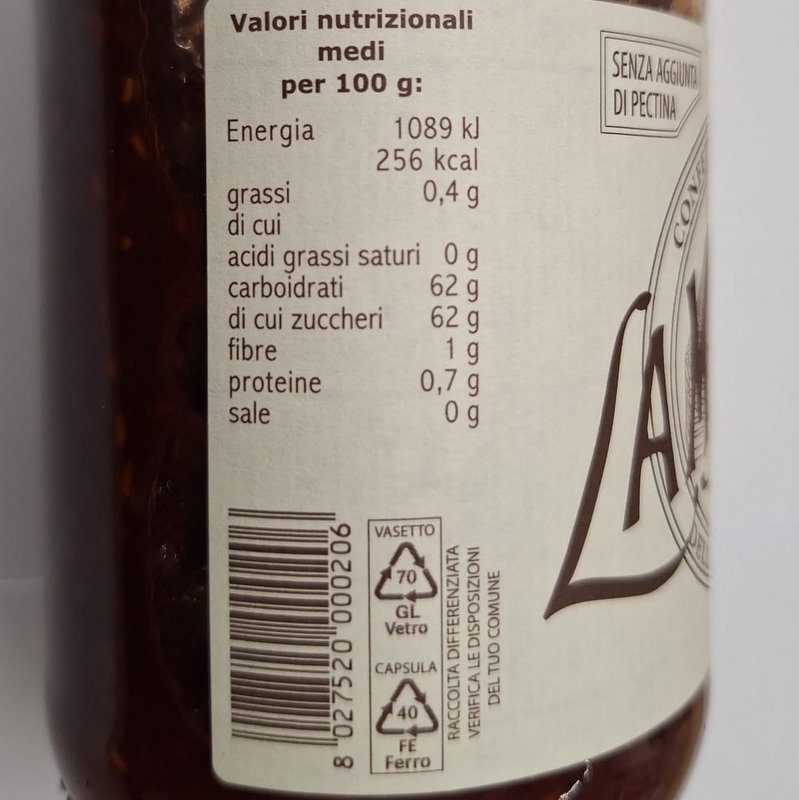 Valori nutrizionali
medi
per 100 g:
Energia 1089 kJ
256 kcal
grassi 0,4 g
di cui
acidi grassi saturi 0 g
carboidrati 62 g
di cui zuccheri 62 g
fibre 1 g
proteine 0,7 g
sale 0 g
8 027520 000206
VASETTO
70
GL
Vetro
CAPSULA
40
FE
Ferro
RACCOLTA DIFFERENZIATA
VERIFICA LE DISPOSIZIONI
DEL TUO COMUNE
SENZA AGGIUNTA
DI PECTINA